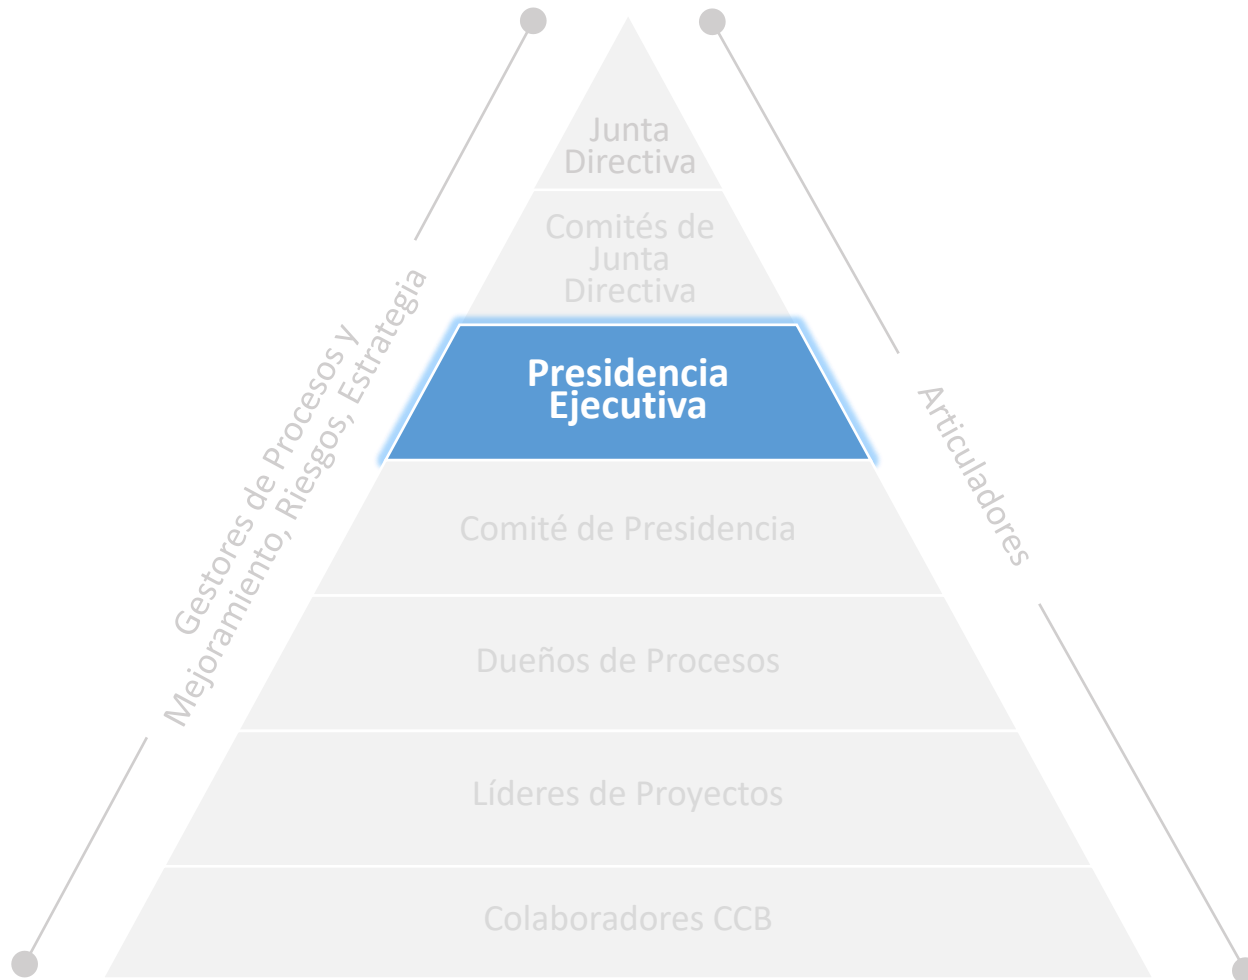 Junta
Directiva
Comités de
Junta
Directiva
Presidencia
Ejecutiva
Comité de Presidencia
Dueños de Procesos
Líderes de Proyectos
Colaboradores CCB
Gestores de Procesos y
Mejoramiento, Riesgos, Estrategia
Articuladores